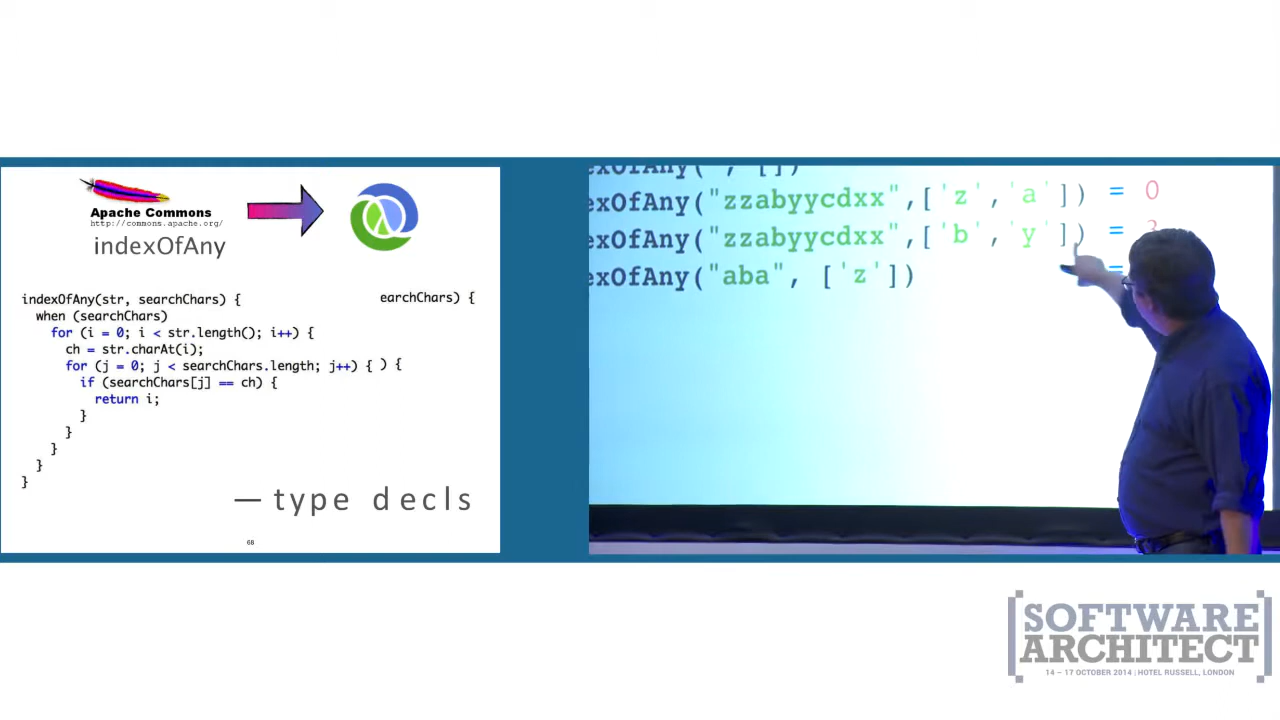 Apache Commons
http://commons.apache.org/
indexOfAny
indexOfAny(str, searchChars) {
earchChars) {
when (searchChars)
for (i = 0; i < str.length(); i++) {
ch = str.charAt(i);
for (j = 0; j < searchChars.length; j++) { ) {
if (searchChars[j] == ch) {
return i;
}
}
}
}
}
— type decls
68
exOfAny("zzabyycdxx",['z','a']) = 0
exOfAny("zzabyycdxx",['b','y']) =
exOfAny("aba", ['z']) =
[SOFTWARE
ARCHITECT]
14 – 17 OCTOBER 2014 | HOTEL RUSSELL, LONDON